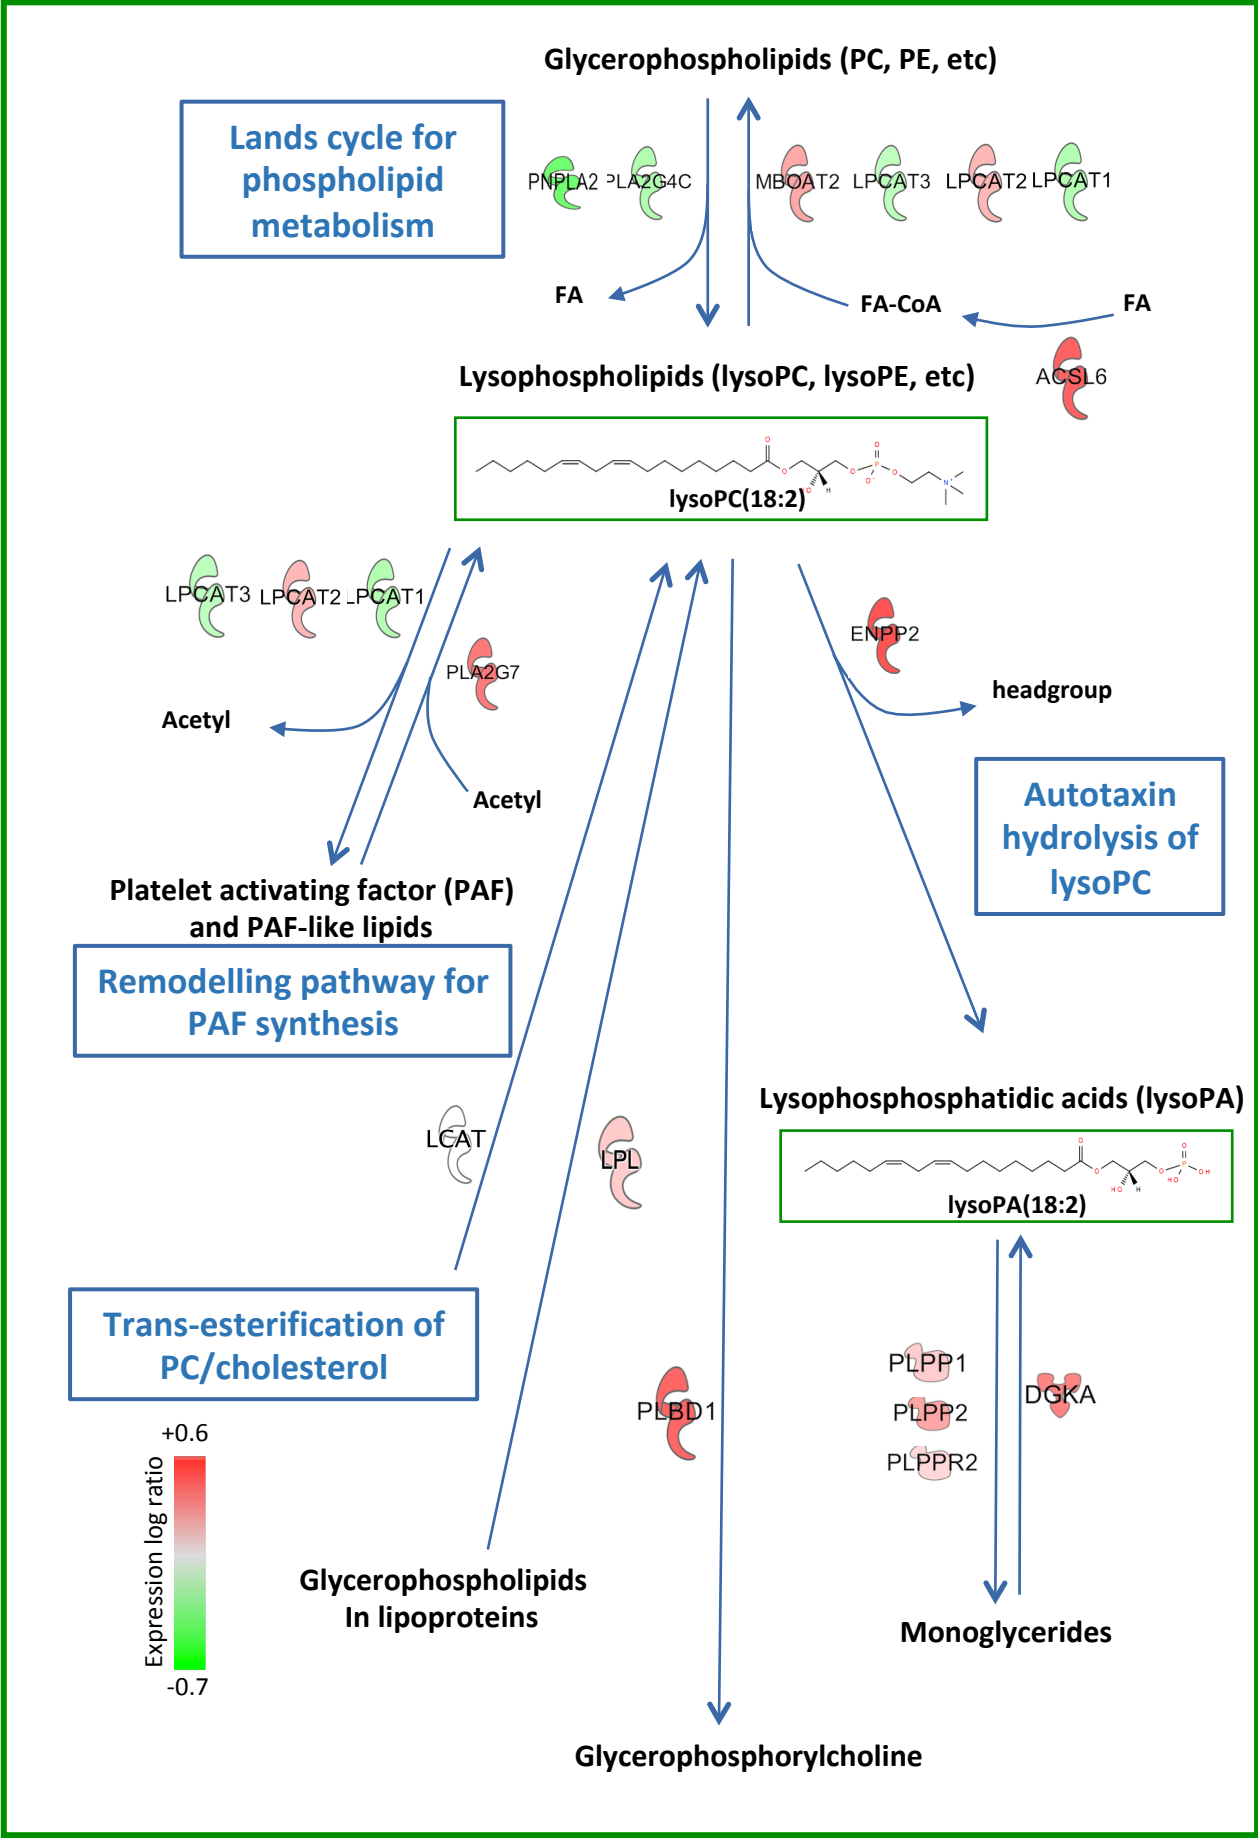 Glycerophospholipids (PC, PE, etc)
Lands cycle for
phospholipid
metabolism
PNPLA2
PLA2G4C
MBOAT2
LPCAT3
LPCAT2
LPCAT1
FA
FA-CoA
FA
ACSL6
Lysophospholipids (lysoPC, lysoPE, etc)
lysoPC(18:2)
LPCAT3
LPCAT2
LPCAT1
PLA2G7
ENPP2
headgroup
Acetyl
Acetyl
Autotaxin
hydrolysis of
lysoPC
Platelet activating factor (PAF)
and PAF-like lipids
Remodelling pathway for
PAF synthesis
Lysophosphatidic acids (lysoPA)
LCAT
LPL
lysoPA(18:2)
Trans-esterification of
PC/cholesterol
PLBD1
PLPP1
PLPP2
PLPPR2
DGKA
+0.6
Expression log ratio
-0.7
Glycerophospholipids
In lipoproteins
Monoglycerides
Glycerophosphorylcholine